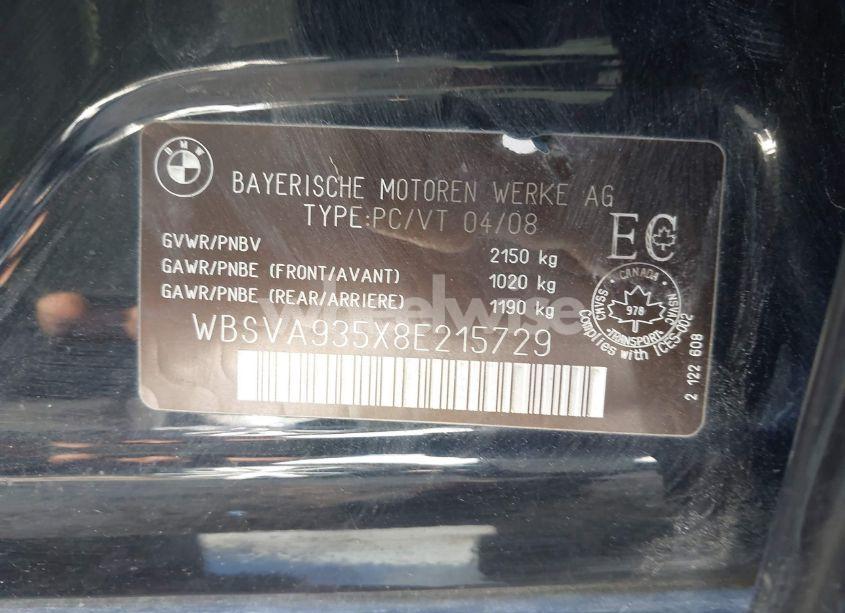 BMW
BAYERISCHE MOTOREN WERKE AG
TYPE:PC/VT 04/08
GVWR/PNBV 2150 kg
GAWR/PNBE (FRONT/AVANT) 1020 kg
GAWR/PNBE (REAR/ARRIERE) 1190 kg
WBSVA935X8E215729
EC
CANADA
CMVSS
NSVAC
978
TRANSPORT
Complies with ICES-002
2 122 608
wheelwise